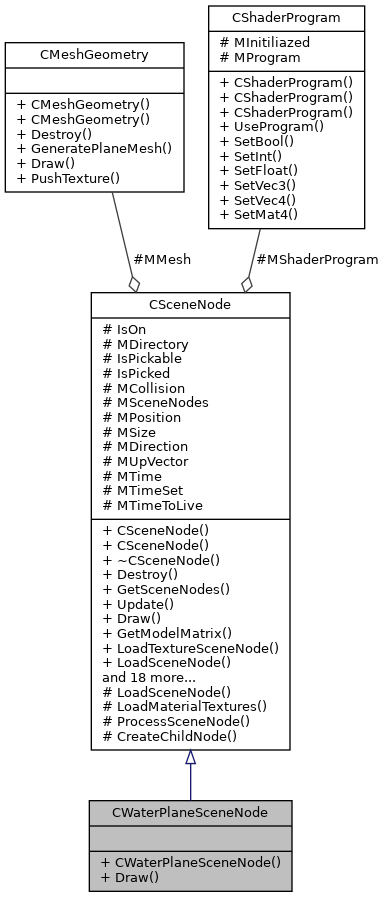 CMeshGeometry
+ CMeshGeometry()
+ CMeshGeometry()
+ Destroy()
+ GeneratePlaneMesh()
+ Draw()
+ PushTexture()
CShaderProgram
# MInitiliazed
# MProgram
+ CShaderProgram()
+ CShaderProgram()
+ CShaderProgram()
+ UseProgram()
+ SetBool()
+ SetInt()
+ SetFloat()
+ SetVec3()
+ SetVec4()
+ SetMat4()
#MMesh
#MShaderProgram
CSceneNode
# IsOn
# MDirectory
# IsPickable
# IsPicked
# MCollision
# MSceneNodes
# MPosition
# MSize
# MDirection
# MUpVector
# MTime
# MTimeSet
# MTimeToLive
+ CSceneNode()
+ CSceneNode()
+ ~CSceneNode()
+ Destroy()
+ GetSceneNodes()
+ Update()
+ Draw()
+ GetModelMatrix()
+ LoadTextureSceneNode()
+ LoadSceneNode()
and 18 more...
# LoadSceneNode()
# LoadMaterialTextures()
# ProcessSceneNode()
# CreateChildNode()
CWaterPlaneSceneNode
+ CWaterPlaneSceneNode()
+ Draw()